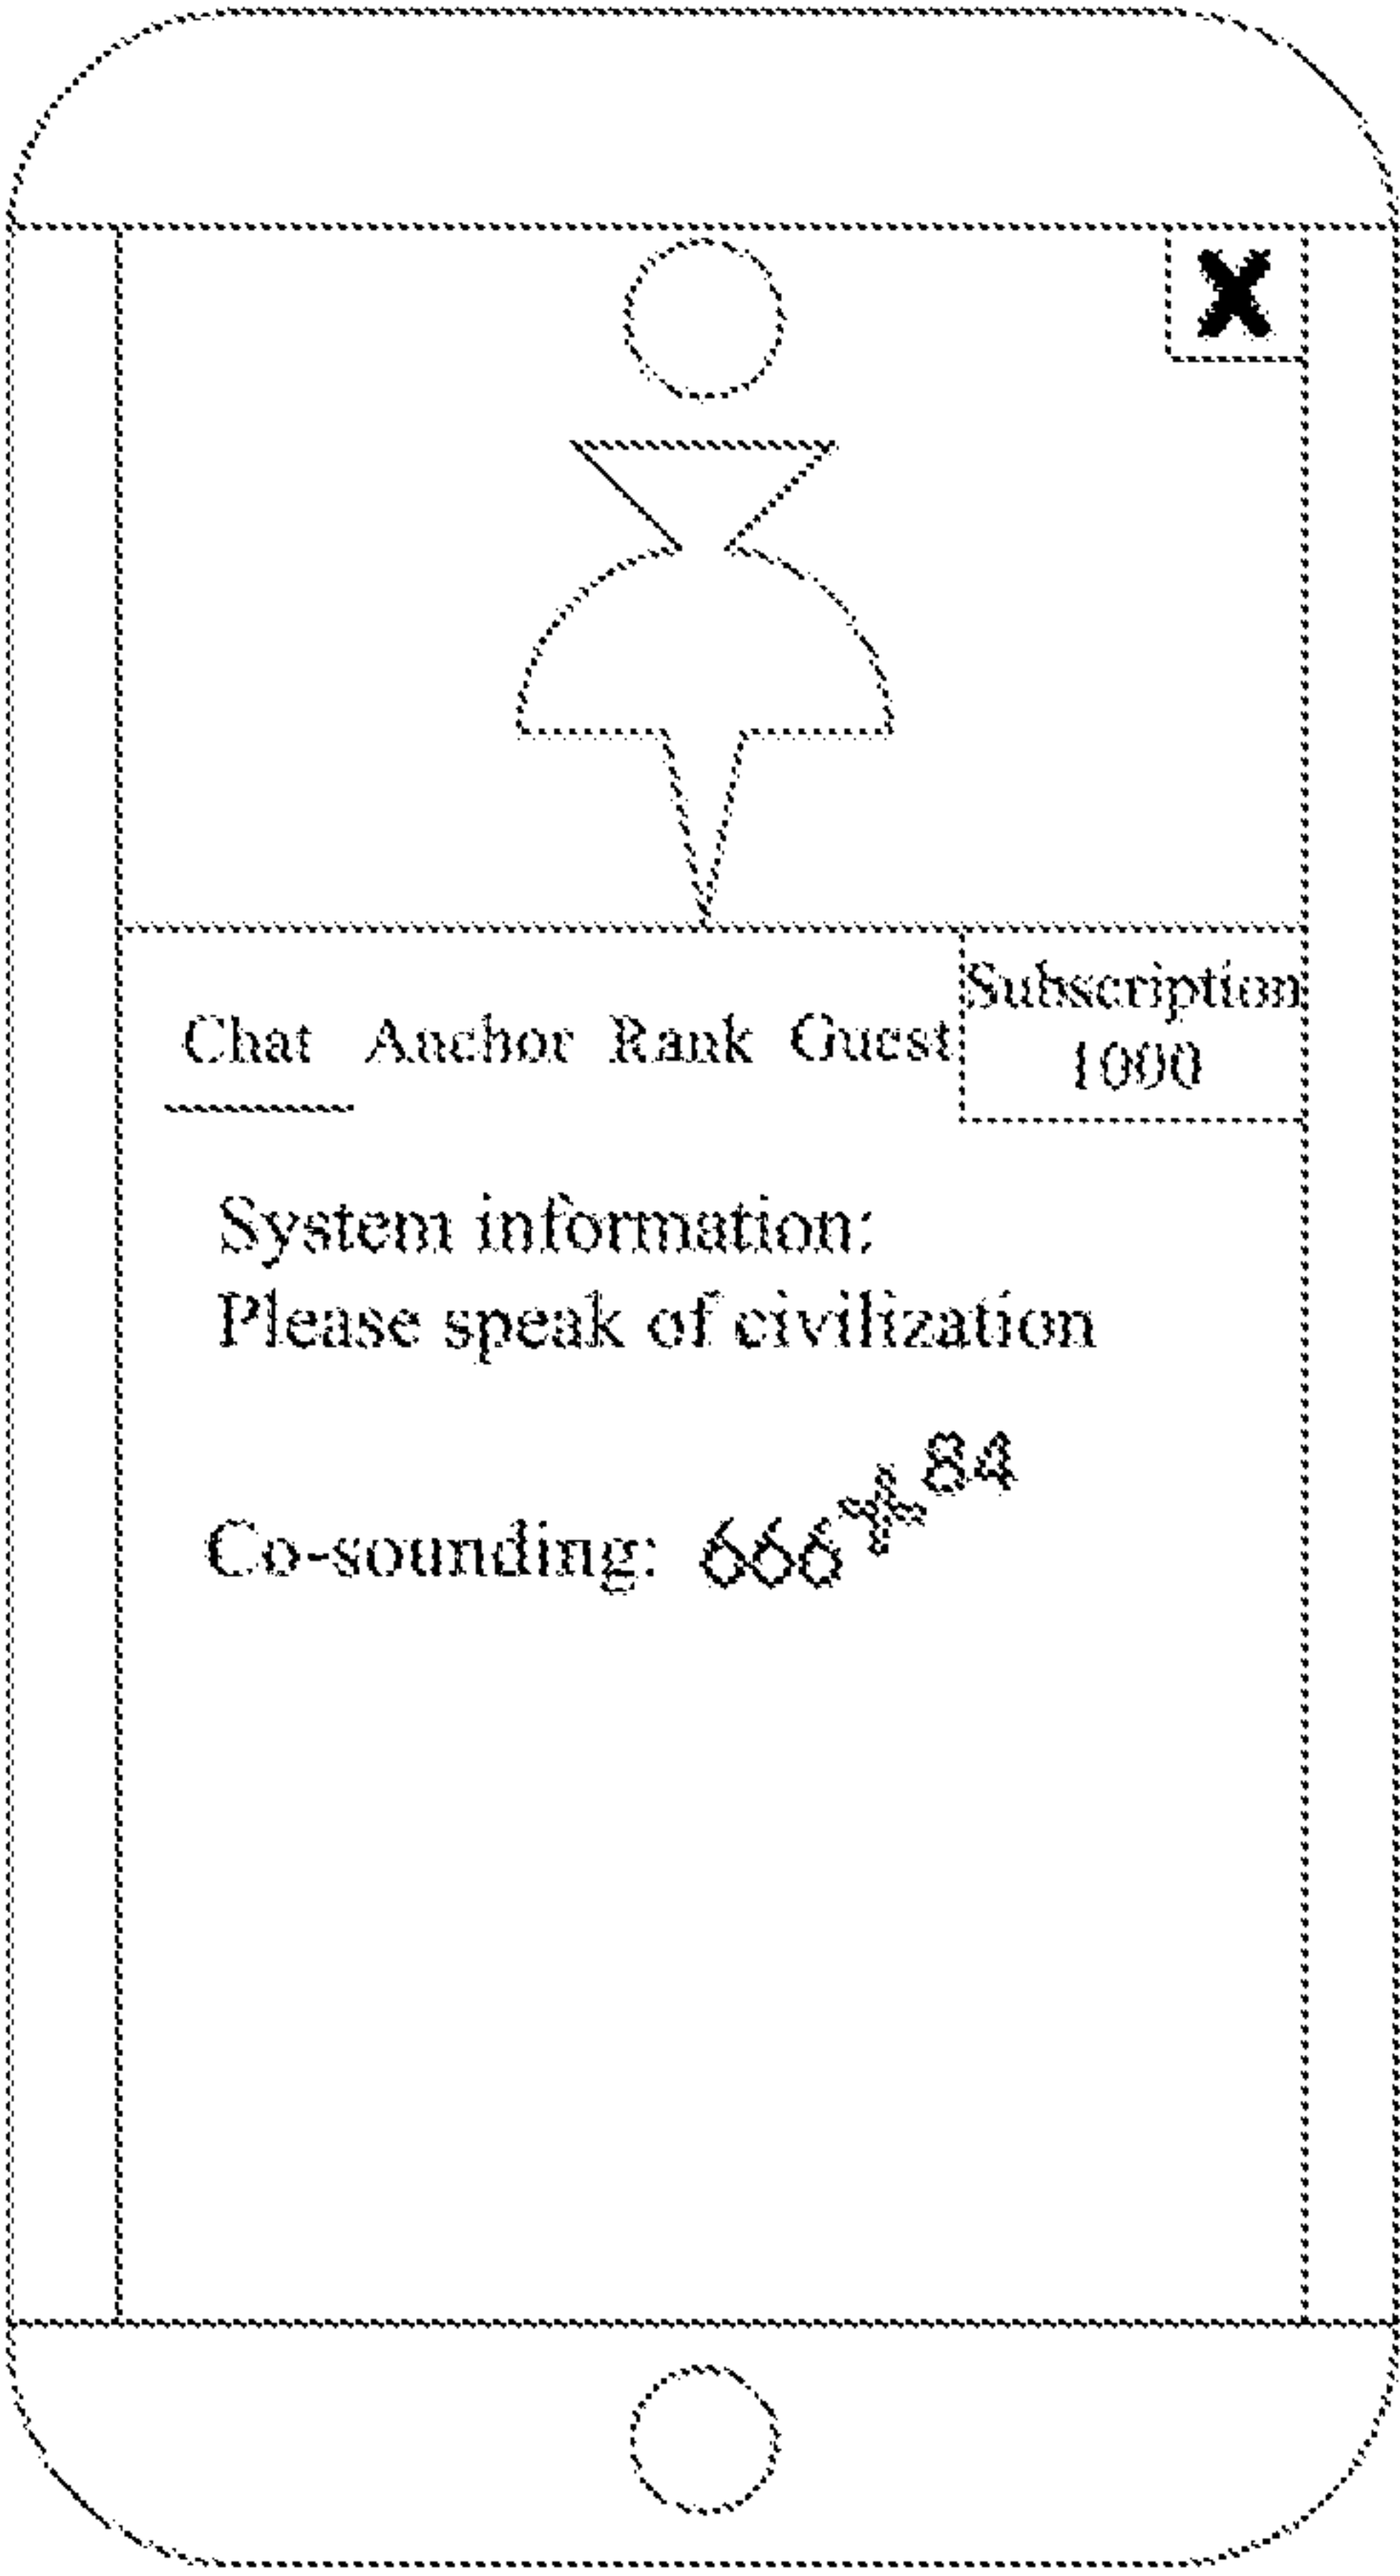 Chat Anchor Rank Guest
Subscription
1000
System information:
Please speak of civilization
Co-sounding: 666 84